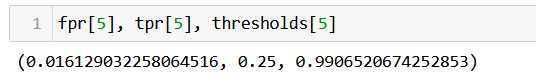 1 fpr[5], tpr[5], thresholds[5]
(0.016129032258064516, 0.25, 0.9906520674252853)